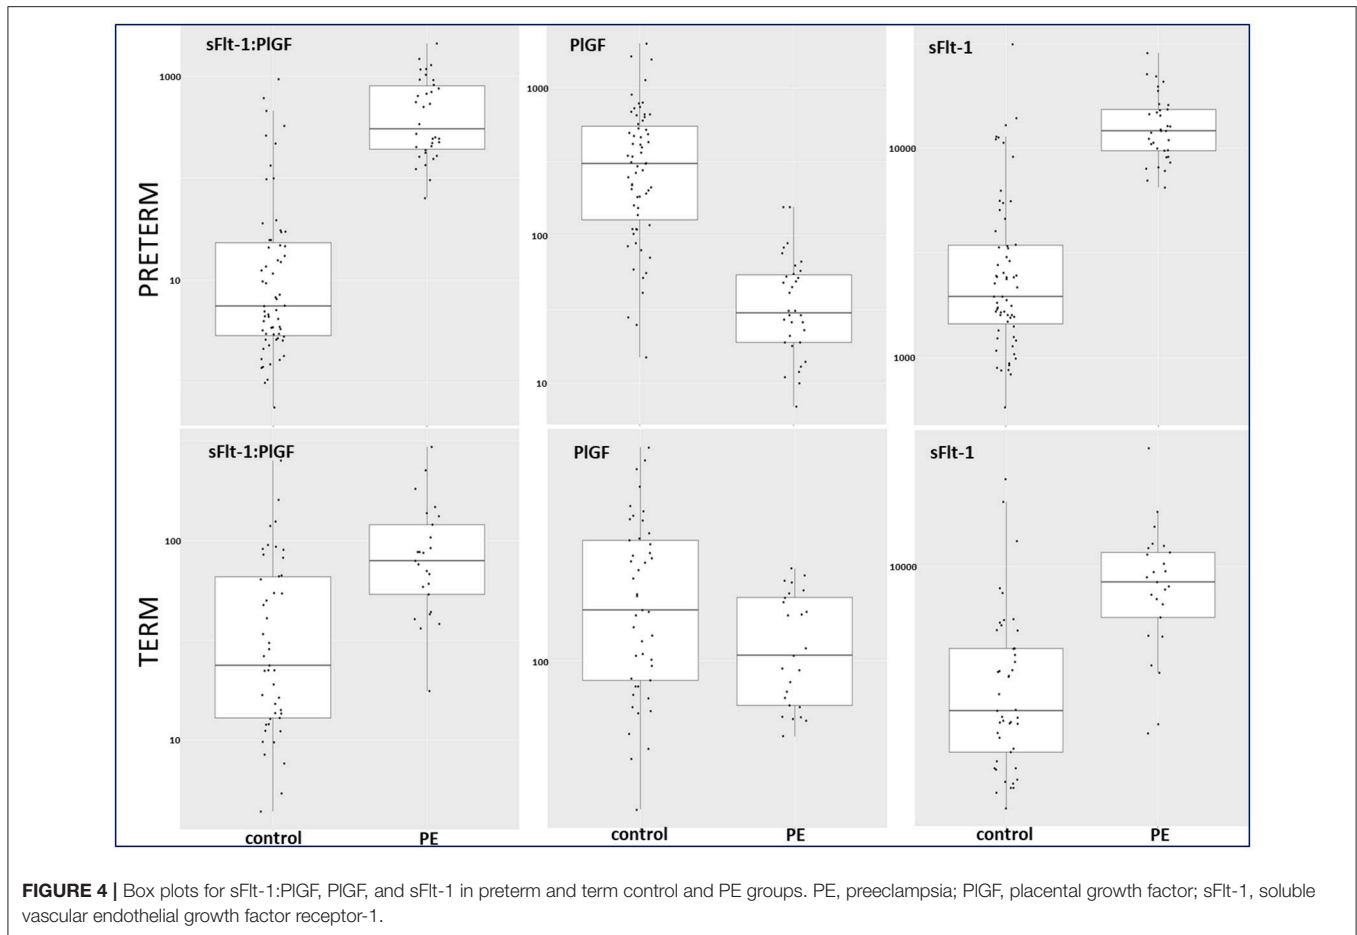 sFlt-1:PlGF
PlGF
sFlt-1
1000
10
1000
100
10
10000
1000
PRETERM
sFlt-1:PlGF
PlGF
sFlt-1
100
10
100
10000
TERM
control
PE
control
PE
control
PE
FIGURE 4 | Box plots for sFlt-1:PlGF, PlGF, and sFlt-1 in preterm and term control and PE groups. PE, preeclampsia; PlGF, placental growth factor; sFlt-1, soluble
vascular endothelial growth factor receptor-1.